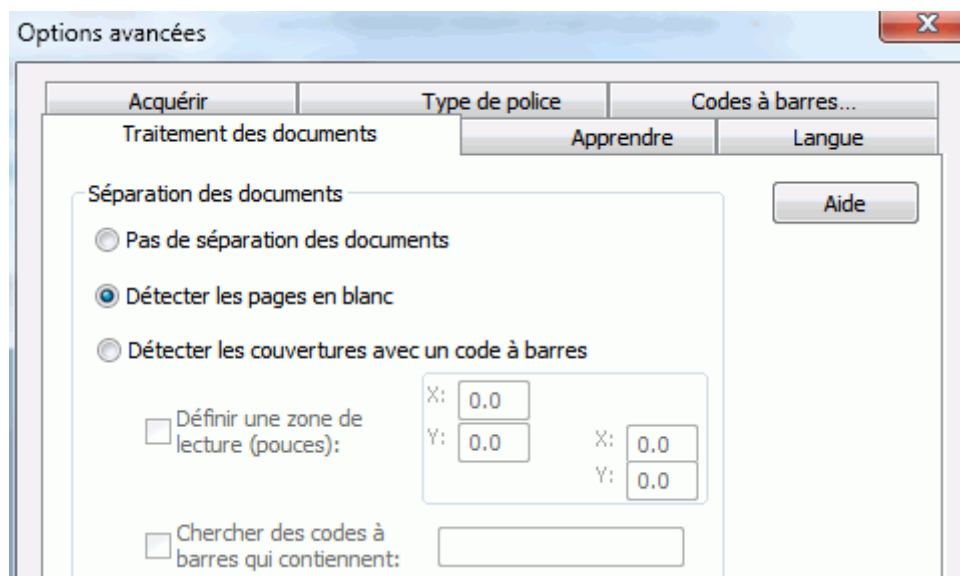 Options avancées
Acquérir Type de police Codes à barres...
Traitement des documents Apprendre Langue
Séparation des documents
Aide
Pas de séparation des documents
Détecter les pages en blanc
Détecter les couvertures avec un code à barres
Définir une zone de
lecture (pouces):
X: 0.0
Y: 0.0
X: 0.0
Y: 0.0
Chercher des codes à
barres qui contiennent: